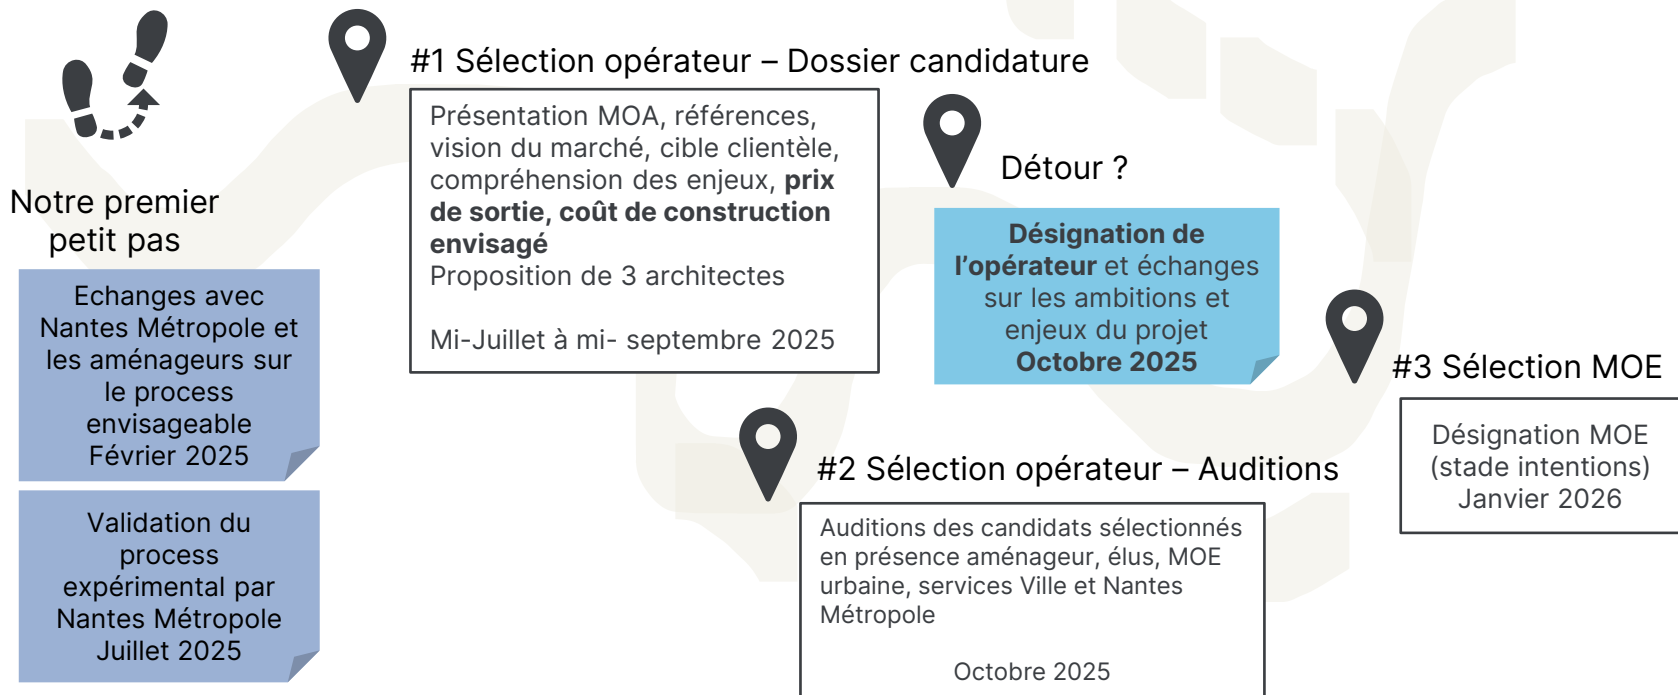 Notre premier
petit pas
Echanges avec
Nantes Métropole et
les aménageurs sur
le process
envisageable
Février 2025
Validation du
process
expérimental par
Nantes Métropole
Juillet 2025
#1 Sélection opérateur – Dossier candidature
Présentation MOA, références,
vision du marché, cible clientèle,
compréhension des enjeux, prix
de sortie, coût de construction
envisagé
Proposition de 3 architectes
Mi-Juillet à mi- septembre 2025
#2 Sélection opérateur – Auditions
Auditions des candidats sélectionnés
en présence aménageur, élus, MOE
urbaine, services Ville et Nantes
Métropole
Octobre 2025
Détour ?
Désignation de
l’opérateur et échanges
sur les ambitions et
enjeux du projet
Octobre 2025
#3 Sélection MOE
Désignation MOE
(stade intentions)
Janvier 2026